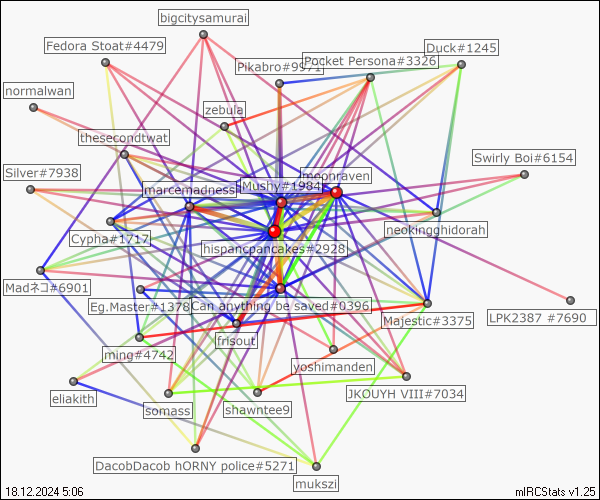 bigcitysamurai
Fedora Stoat#4479
Duck#1245
Pocket Persona#3326
Pikabro#9971
normalwan
zebula
thesecondtwat
Swirly Boi#6154
Silver#7938
moonraven
Mushy#1984
marcemadness
neokingghidorah
Cypha#1717
hispancpancakes#2928
Madネコ#6901
Eg.Master#1378
Can anything be saved#0396
Majestic#3375
LPK2387 #7690
frisout
ming#4742
yoshimanden
JKOUYH VIII#7034
eliakith
somass
shawntee9
DacobDacob hORNY police#5271
mukszi
18.12.2024 5:06
mIRCStats v1.25